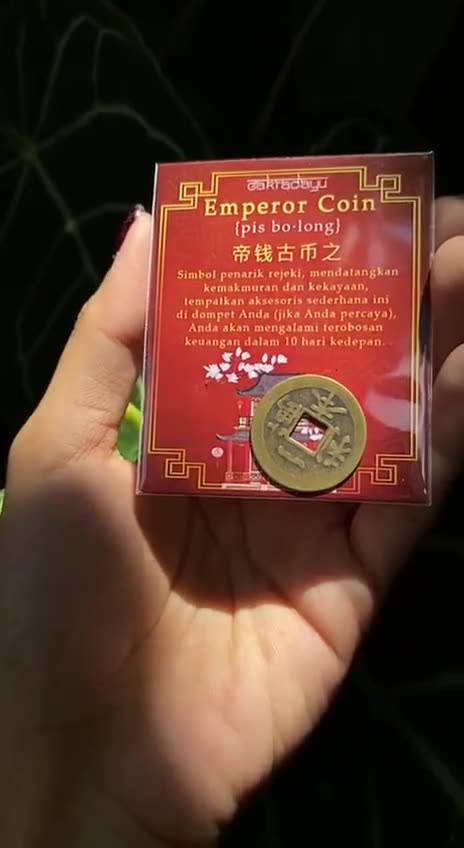 cakradayu
Emperor Coin
{pis bo·long}
帝钱古币之
Simbol penarik rejeki, mendatangkan
kemakmuran dan kekayaan,
tempatkan aksesoris sederhana ini
di dompet Anda (jika Anda percaya),
Anda akan mengalami terobosan
keuangan dalam 10 hari kedepan.